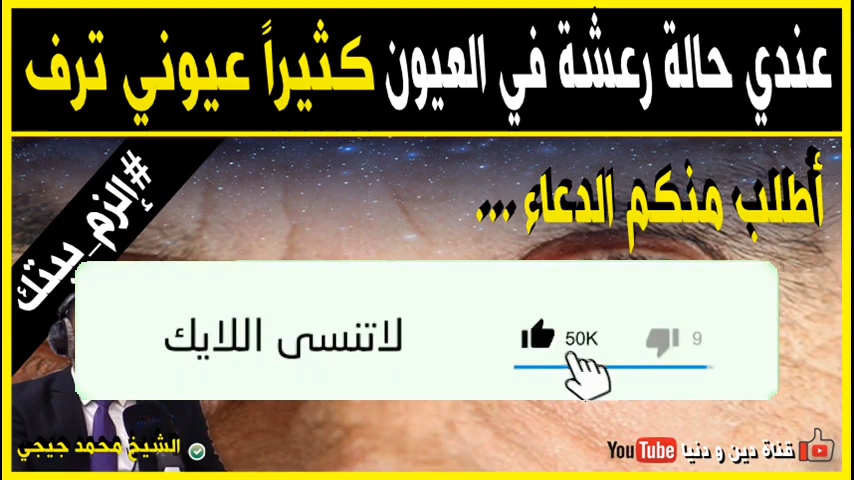 عندي حالة رعشة في العيون كثيراً عيوني ترف
أطلب منكم الدعاء ...
#إلزم_بيتك
لاتنسى اللايك
50K
9
الشيخ محمد جيجي
YouTube قناة دين و دنيا